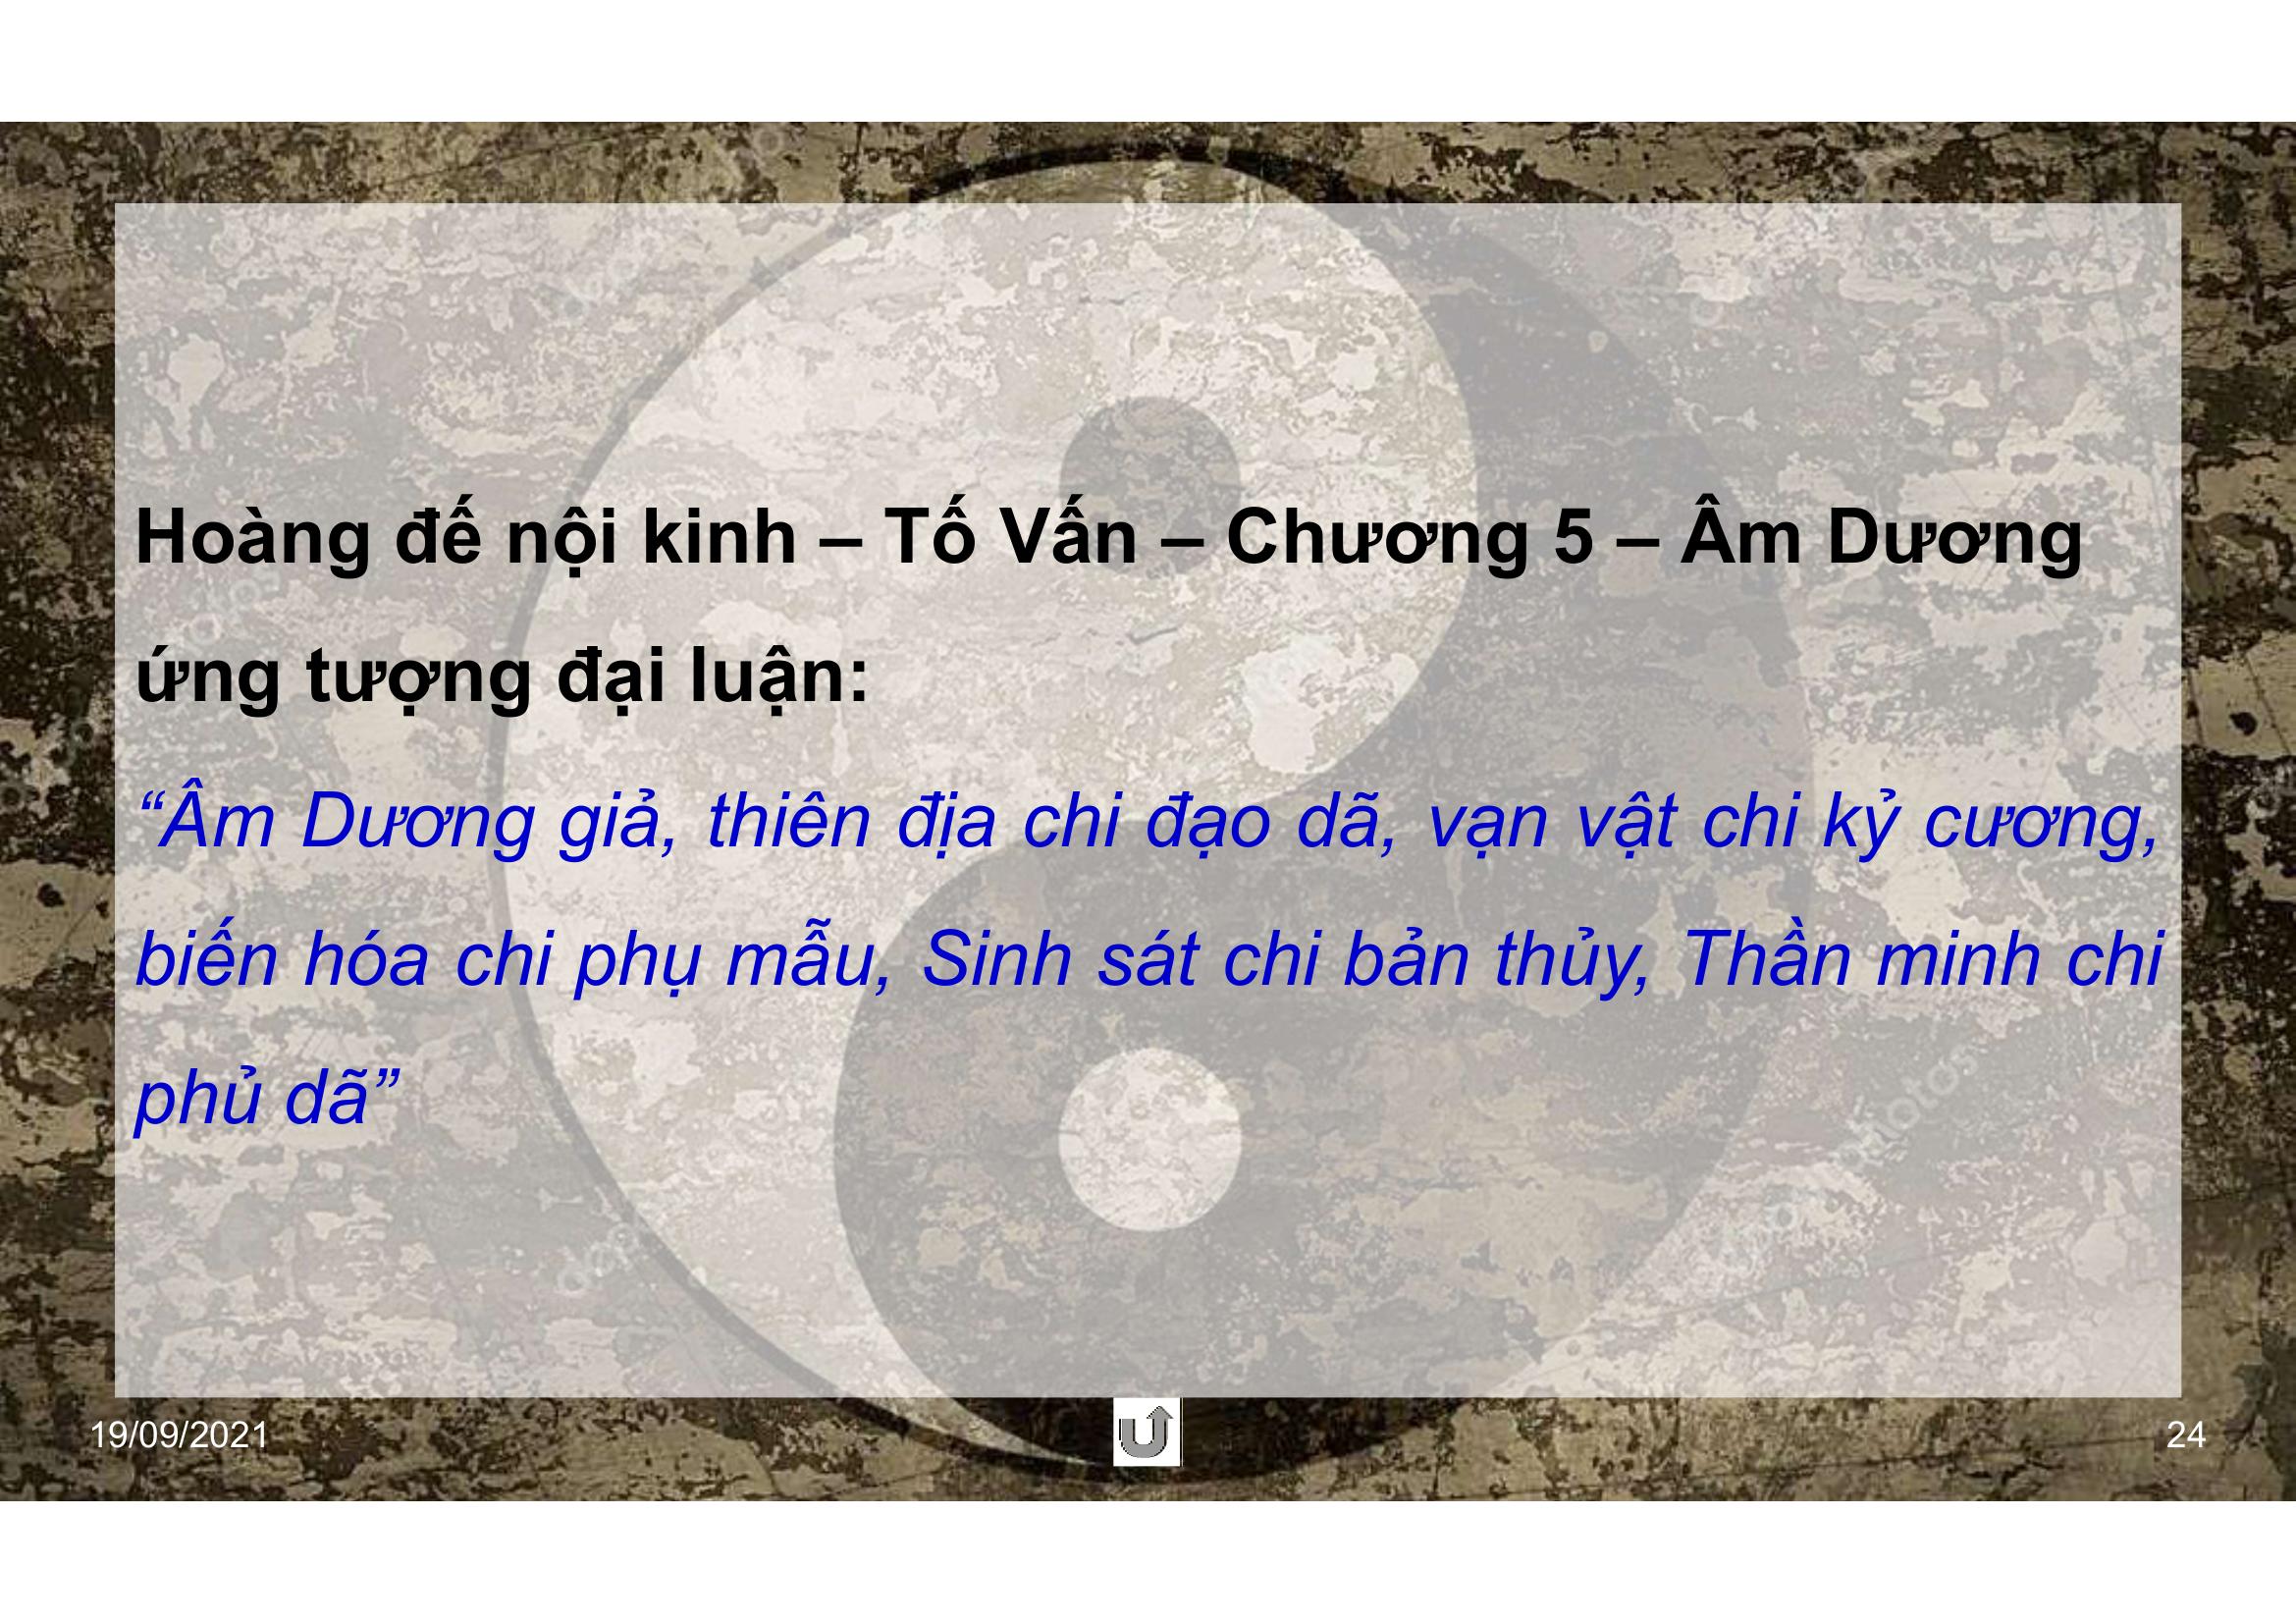 Hoàng đế nội kinh – Tố Vấn – Chương 5 – Âm Dương
ứng tượng đại luận:
“Âm Dương giả, thiên địa chi đạo dã, vạn vật chi kỷ cương,
biến hóa chi phụ mẫu, Sinh sát chi bản thủy, Thần minh chi
phủ dã”
19/09/2021
24